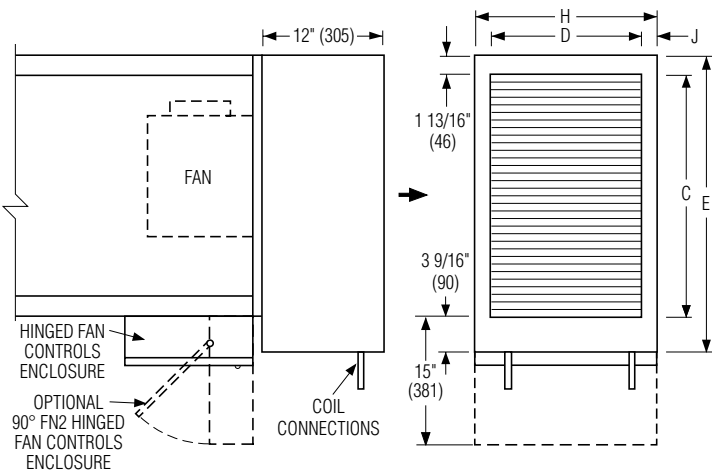 12" (305)
H
D
J
1 13/16"
(46)
FAN
C
E
3 9/16"
(90)
HINGED FAN
CONTROLS
ENCLOSURE
15"
(381)
OPTIONAL
90° FN2 HINGED
FAN CONTROLS
ENCLOSURE
COIL
CONNECTIONS